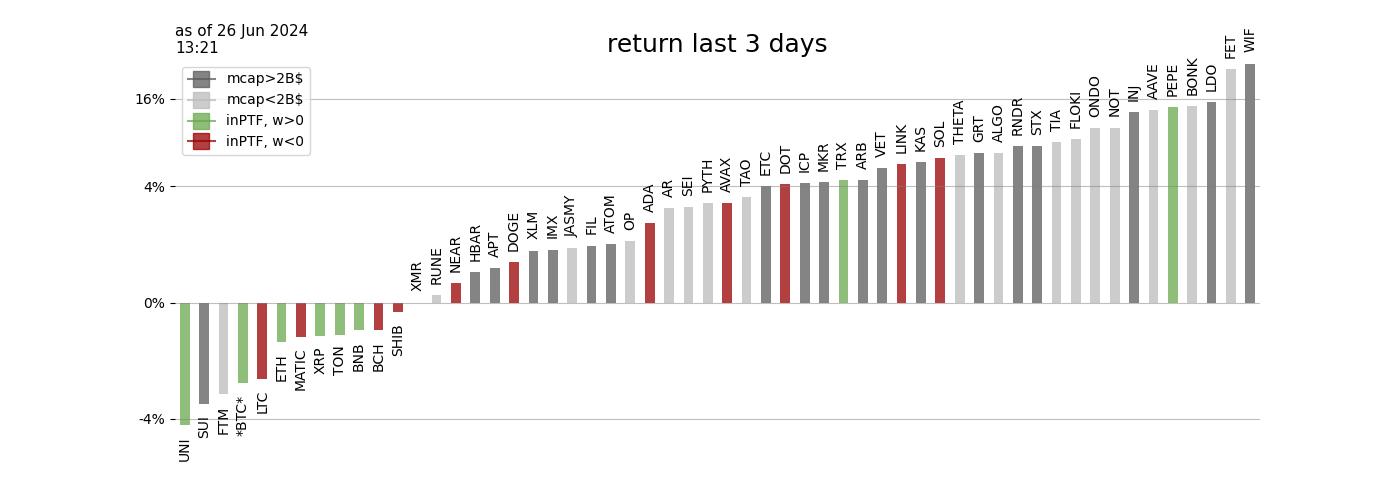 as of 26 Jun 2024
13:21
return last 3 days
mcap>2B$
mcap<2B$
inPTF, w>0
inPTF, w<0
16%
4%
0%
-4%
UNI
SUI
FTM
*BTC*
LTC
ETH
MATIC
XRP
TON
BNB
BCH
SHIB
XMR
RUNE
NEAR
HBAR
APT
DOGE
XLM
IMX
JASMY
FIL
ATOM
OP
ADA
AR
SEI
PYTH
AVAX
TAO
ETC
DOT
ICP
MKR
TRX
ARB
VET
LINK
KAS
SOL
THETA
GRT
ALGO
RNDR
STX
TIA
FLOKI
ONDO
NOT
INJ
AAVE
PEPE
BONK
LDO
FET
WIF